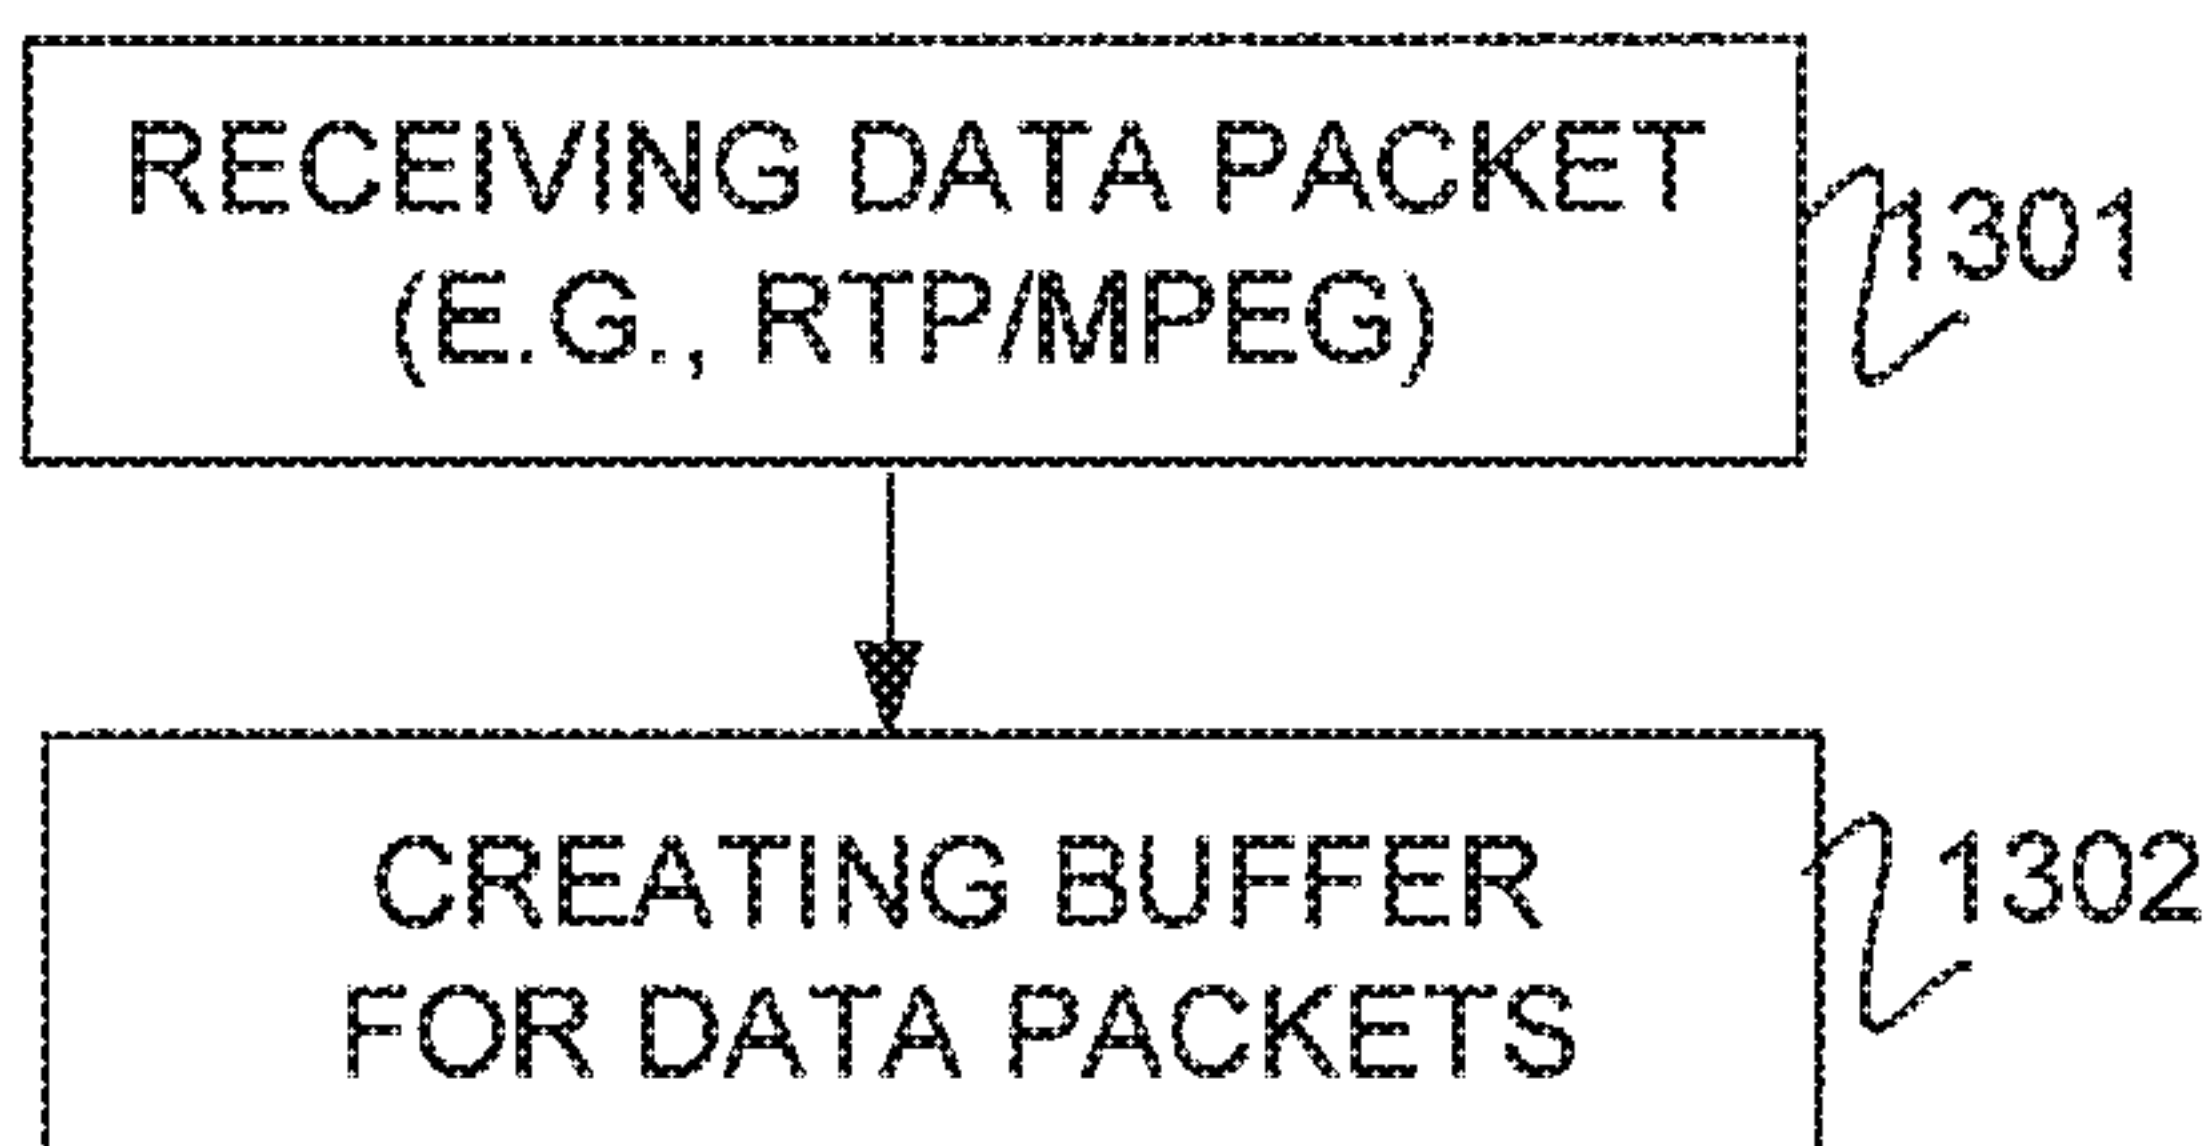 RECEIVING DATA PACKET
(E.G., RTP/MPEG)
1301
CREATING BUFFER
FOR DATA PACKETS
1302